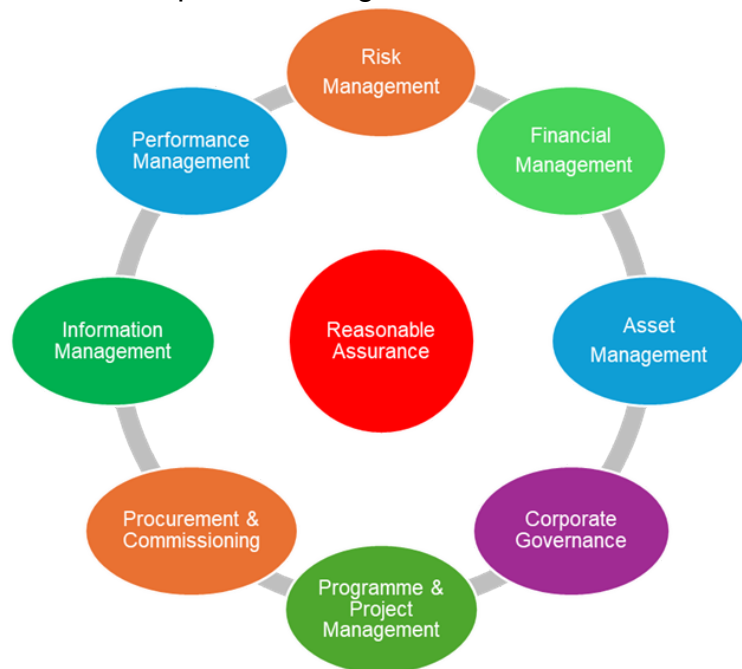 Risk
Management
Financial
Management
Asset
Management
Corporate
Governance
Programme &
Project
Management
Procurement &
Commissioning
Information
Management
Performance
Management
Reasonable
Assurance